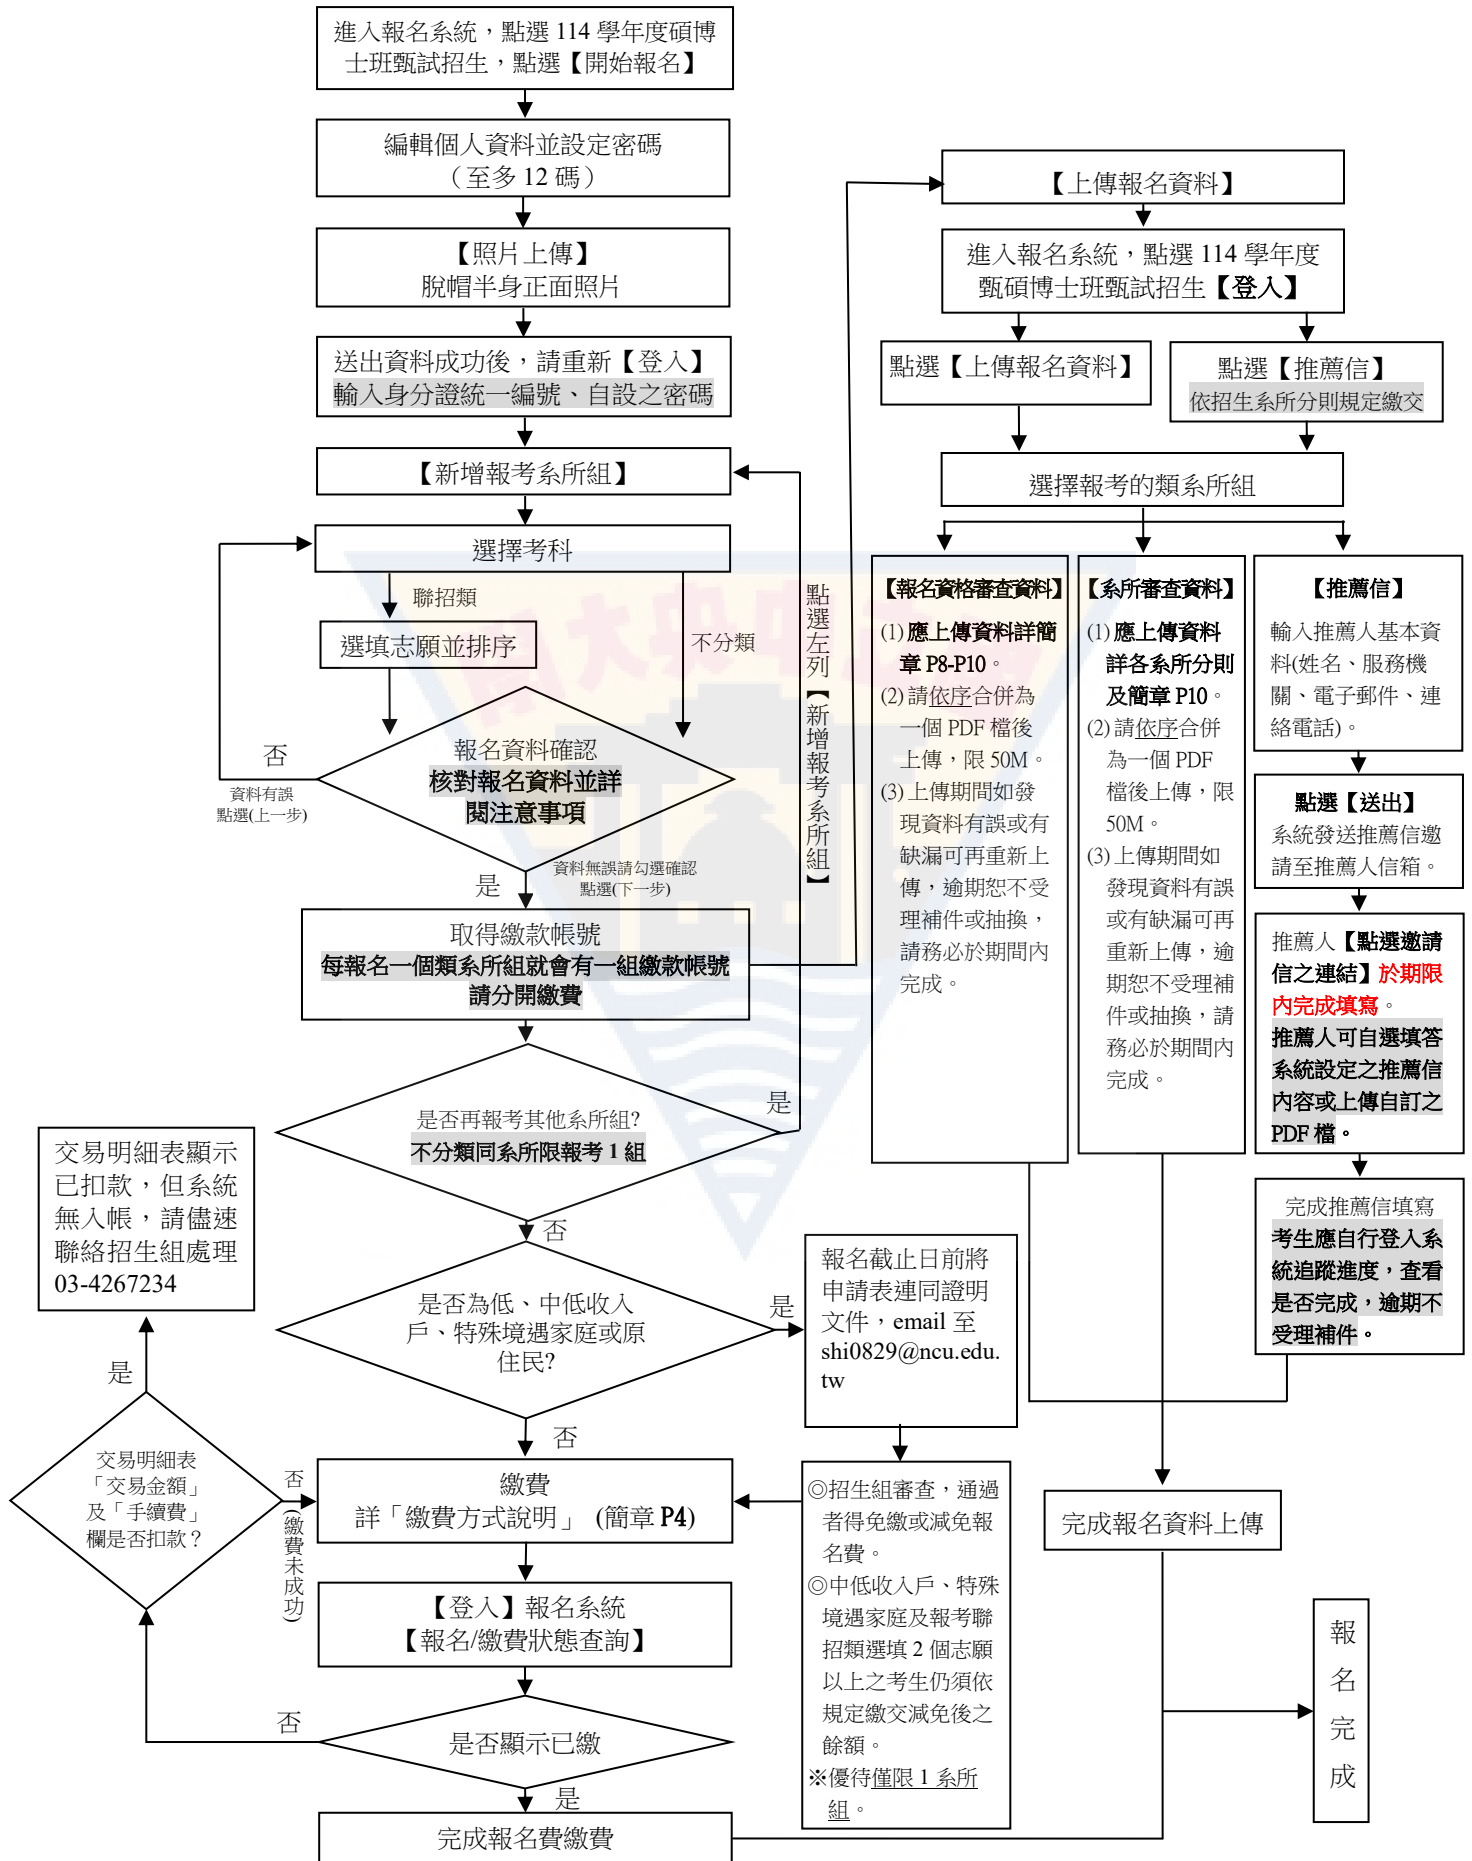 進入報名系統，點選 114 學年度碩博
士班甄試招生，點選【開始報名】
編輯個人資料並設定密碼
（至多 12 碼）
【照片上傳】
脫帽半身正面照片
送出資料成功後，請重新【登入】
輸入身分證統一編號、自設之密碼
【新增報考系所組】
選擇考科
聯招類
不分類
選填志願並排序
報名資料確認
核對報名資料並詳
閱注意事項
否
資料有誤
點選(上一步)
是
資料無誤請勾選確認
點選(下一步)
取得繳款帳號
每報名一個類系所組就會有一組繳款帳號
請分開繳費
點選左列【新增報考系所組】
是否再報考其他系所組?
不分類同系所限報考 1 組
是
否
是否為低、中低收入
戶、特殊境遇家庭或原
住民?
是
否
報名截止日前將
申請表連同證明
文件，email 至
shi0829@ncu.edu.
tw
◎招生組審查，通過
者得免繳或減免報
名費。
◎中低收入戶、特殊
境遇家庭及報考聯
招類選填 2 個志願
以上之考生仍須依
規定繳交減免後之
餘額。
※優待僅限 1 系所
組。
繳費
詳「繳費方式說明」 (簡章 P4)
【登入】報名系統
【報名/繳費狀態查詢】
是否顯示已繳
否
是
完成報名費繳費
交易明細表
「交易金額」
及「手續費」
欄是否扣款？
否(繳費未成功)
是
交易明細表顯示
已扣款，但系統
無入帳，請儘速
聯絡招生組處理
03-4267234
【上傳報名資料】
進入報名系統，點選 114 學年度
甄碩博士班甄試招生【登入】
點選【上傳報名資料】
點選【推薦信】
依招生系所分則規定繳交
選擇報考的類系所組
【報名資格審查資料】
(1) 應上傳資料詳簡
章 P8-P10。
(2) 請依序合併為
一個 PDF 檔後
上傳，限 50M。
(3) 上傳期間如發
現資料有誤或有
缺漏可再重新上
傳，逾期恕不受
理補件或抽換，
請務必於期間內
完成。
【系所審查資料】
(1) 應上傳資料
詳各系所分則
及簡章 P10。
(2) 請依序合併
為一個 PDF
檔後上傳，限
50M。
(3) 上傳期間如
發現資料有誤
或有缺漏可再
重新上傳，逾
期恕不受理補
件或抽換，請
務必於期間內
完成。
【推薦信】
輸入推薦人基本資
料(姓名、服務機
關、電子郵件、連
絡電話)。
點選【送出】
系統發送推薦信邀
請至推薦人信箱。
推薦人【點選邀請
信之連結】於期限
內完成填寫。
推薦人可自選填答
系統設定之推薦信
內容或上傳自訂之
PDF 檔。
完成推薦信填寫
考生應自行登入系
統追蹤進度，查看
是否完成，逾期不
受理補件。
完成報名資料上傳
報名完成